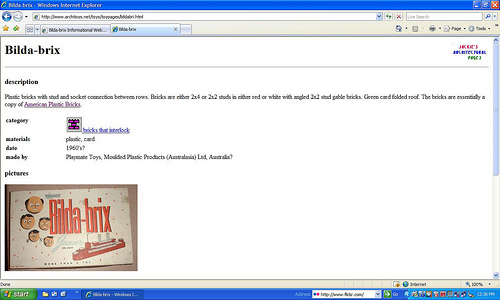 Bilda-brix - Windows Internet Explorer
http://www.architoys.net/toys/toypages/bildabri.html
Live Search
Bilda-brix Informational Web...
Bilda-brix
Page
Tools
Bilda-brix
JACKIE'S
ARCHITECTURAL
PAGES
description
Plastic bricks with stud and socket connection between rows. Bricks are either 2x4 or 2x2 studs in either red or white with angled 2x2 stud gable bricks. Green card folded roof. The bricks are essentially a
copy of American Plastic Bricks.
category
bricks that interlock
materials
plastic, card
date
1960's?
made by
Playmate Toys, Moulded Plastic Products (Australasia) Ltd, Australia?
pictures
Bilda-brix
Done
Internet
100%
start
Bilda-brix - Windows I...
Address
http://www.flickr.com/
Go
12:36 PM